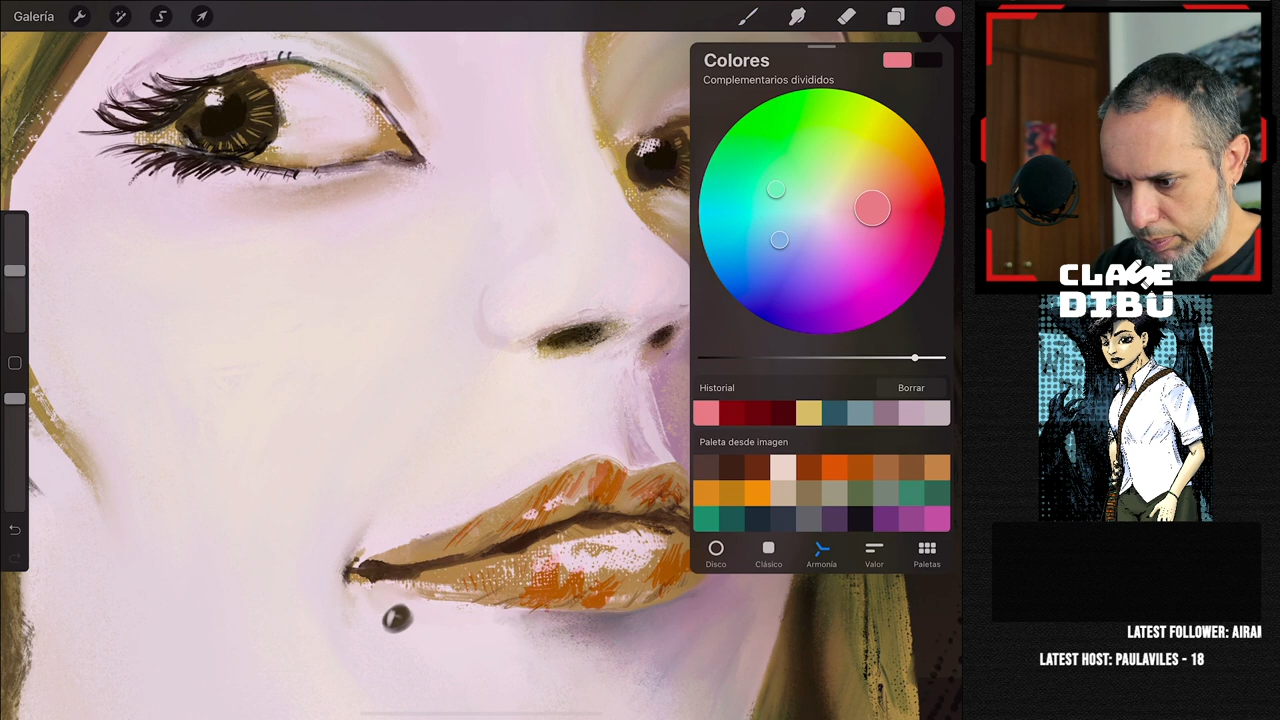 Galería
Colores
Complementarios divididos
Historial
Borrar
Paleta desde imagen
Disco
Clásico
Armonía
Valor
Paletas
CLASE
DIBU
LATEST FOLLOWER: AIRAI
LATEST HOST: PAULAVILES - 18